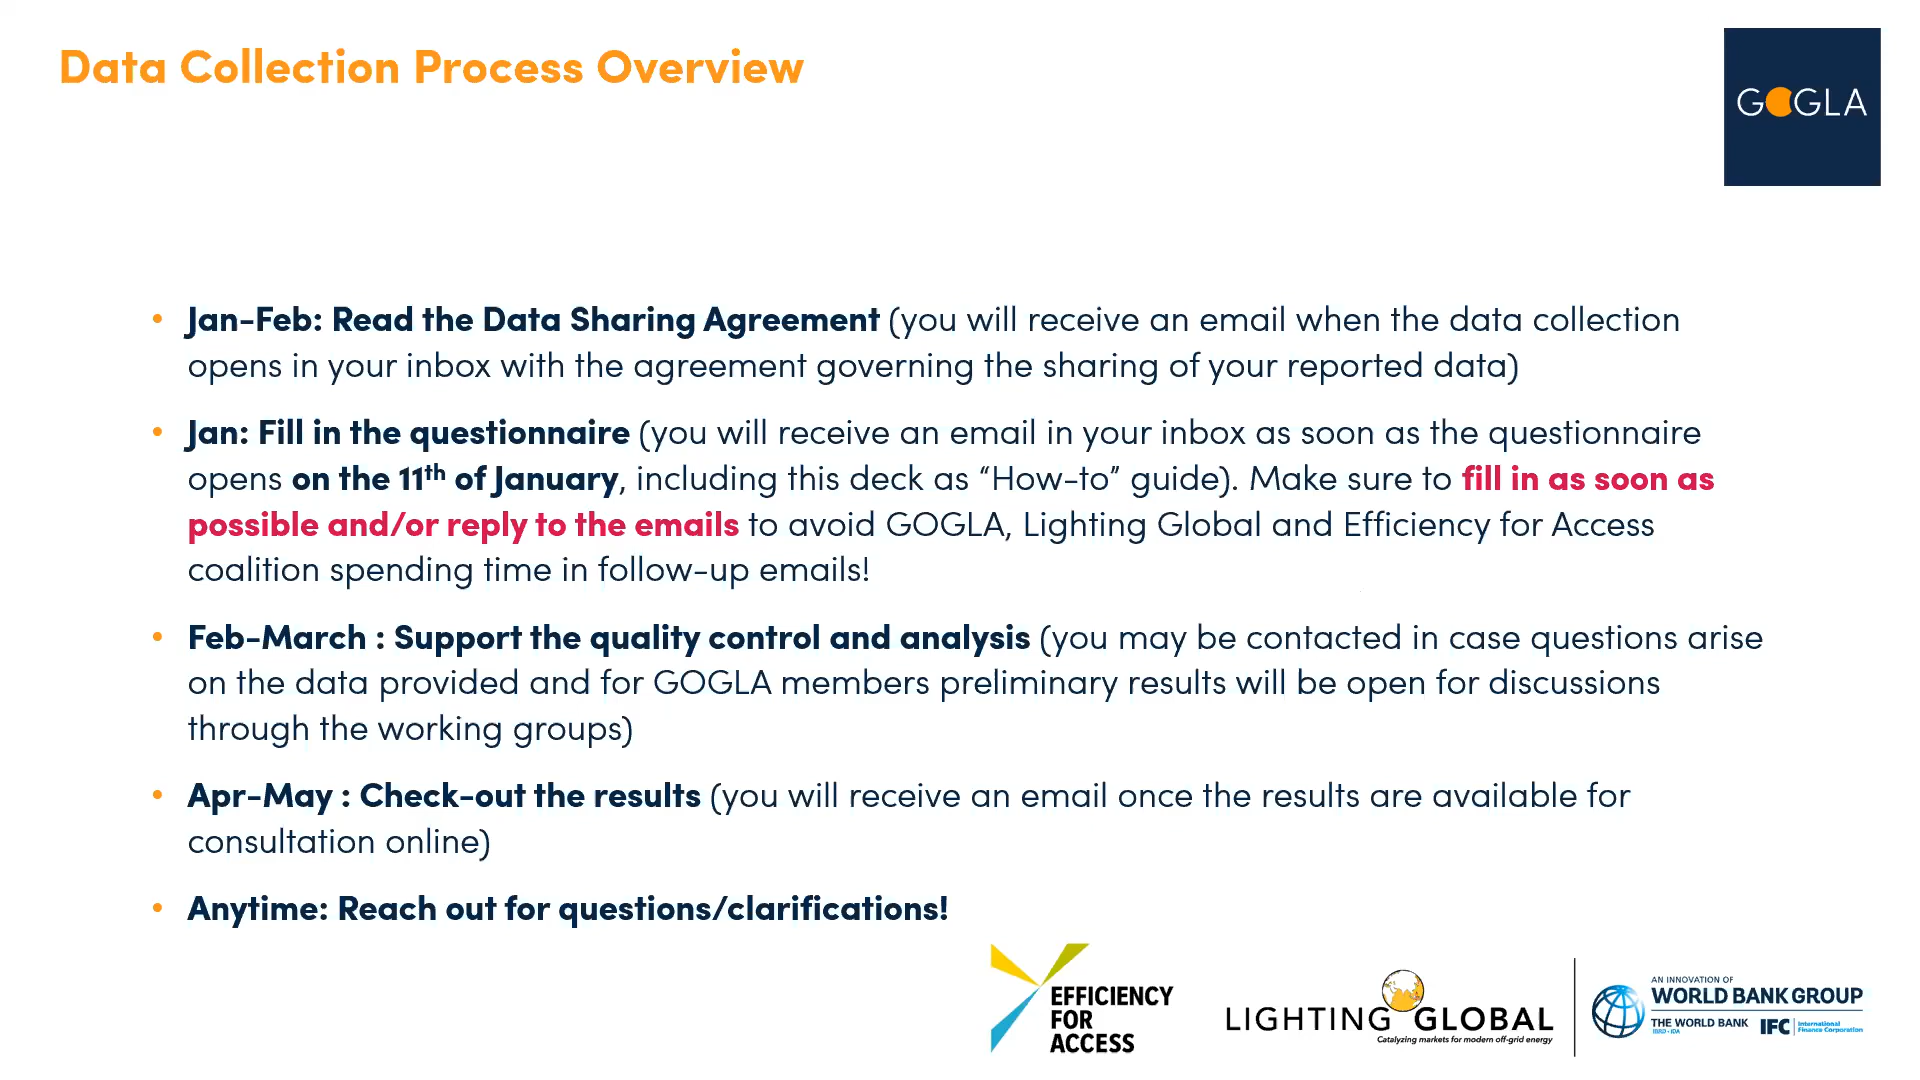 Data Collection Process Overview
GOGLA
• Jan-Feb: Read the Data Sharing Agreement (you will receive an email when the data collection
opens in your inbox with the agreement governing the sharing of your reported data)
• Jan: Fill in the questionnaire (you will receive an email in your inbox as soon as the questionnaire
opens on the 11th of January, including this deck as “How-to” guide). Make sure to fill in as soon as
possible and/or reply to the emails to avoid GOGLA, Lighting Global and Efficiency for Access
coalition spending time in follow-up emails!
• Feb-March : Support the quality control and analysis (you may be contacted in case questions arise
on the data provided and for GOGLA members preliminary results will be open for discussions
through the working groups)
• Apr-May : Check-out the results (you will receive an email once the results are available for
consultation online)
• Anytime: Reach out for questions/clarifications!
EFFICIENCY
FOR
ACCESS
LIGHTING GLOBAL
Catalyzing markets for modern off-grid energy
AN INNOVATION OF
WORLD BANK GROUP
THE WORLD BANK
IBRD • IDA
IFC International
Finance Corporation